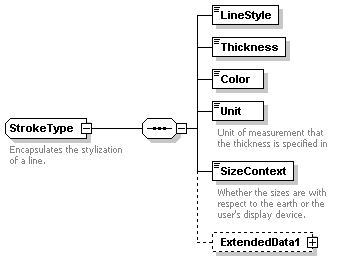 LineStyle
Thickness
Color
StrokeType
Unit
Encapsulates the stylization
of a line.
Unit of measurement that
the thickness is specified in
SizeContext
Whether the sizes are with
respect to the earth or the
user's display device.
ExtendedData1